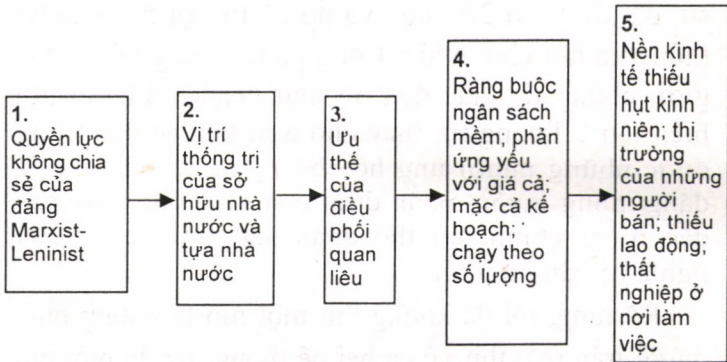 1.
Quyền lực
không chia
sẻ của
đảng
Marxist-
Leninist
2.
Vị trí
thống trị
của sở
hữu nhà
nước và
tựa nhà
nước
3.
Ưu
thế
của
điều
phối
quan
liêu
4.
Ràng buộc
ngân sách
mềm; phản
ứng yếu
với giá cả;
mặc cả kế
hoạch;
chạy theo
số lượng
5.
Nền kinh
tế thiếu
hụt kinh
niên; thị
trường
của những
người
bán; thiếu
lao động;
thất
nghiệp ở
nơi làm
việc